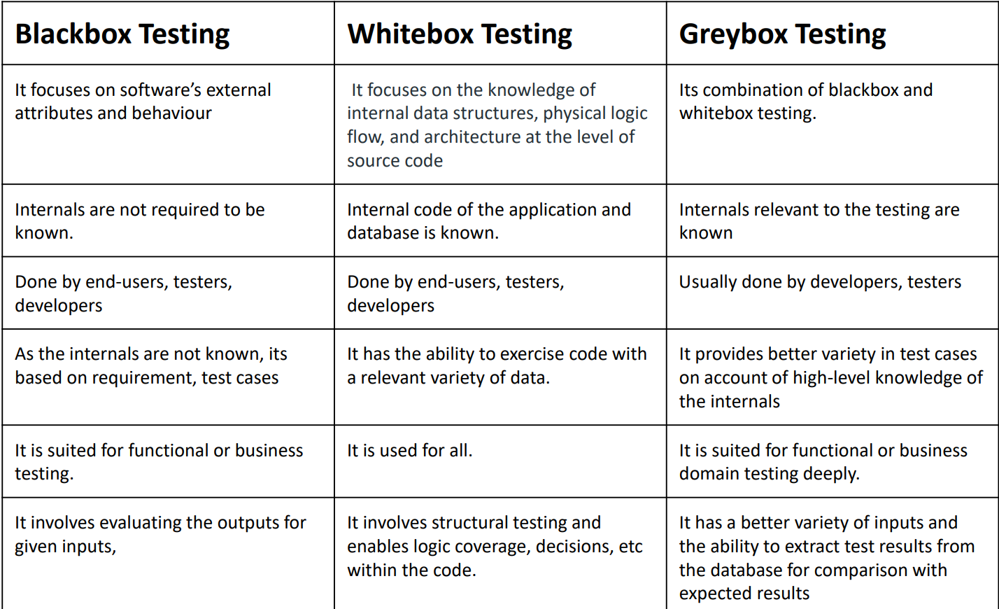 Blackbox Testing
Whitebox Testing
Greybox Testing
It focuses on software’s external
attributes and behaviour
It focuses on the knowledge of
internal data structures, physical logic
flow, and architecture at the level of
source code
Its combination of blackbox and
whitebox testing.
Internals are not required to be
known.
Internal code of the application and
database is known.
Internals relevant to the testing are
known
Done by end-users, testers,
developers
Done by end-users, testers,
developers
Usually done by developers, testers
As the internals are not known, its
based on requirement, test cases
It has the ability to exercise code with
a relevant variety of data.
It provides better variety in test cases
on account of high-level knowledge of
the internals
It is suited for functional or business
testing.
It is used for all.
It is suited for functional or business
domain testing deeply.
It involves evaluating the outputs for
given inputs,
It involves structural testing and
enables logic coverage, decisions, etc
within the code.
It has a better variety of inputs and
the ability to extract test results from
the database for comparison with
expected results